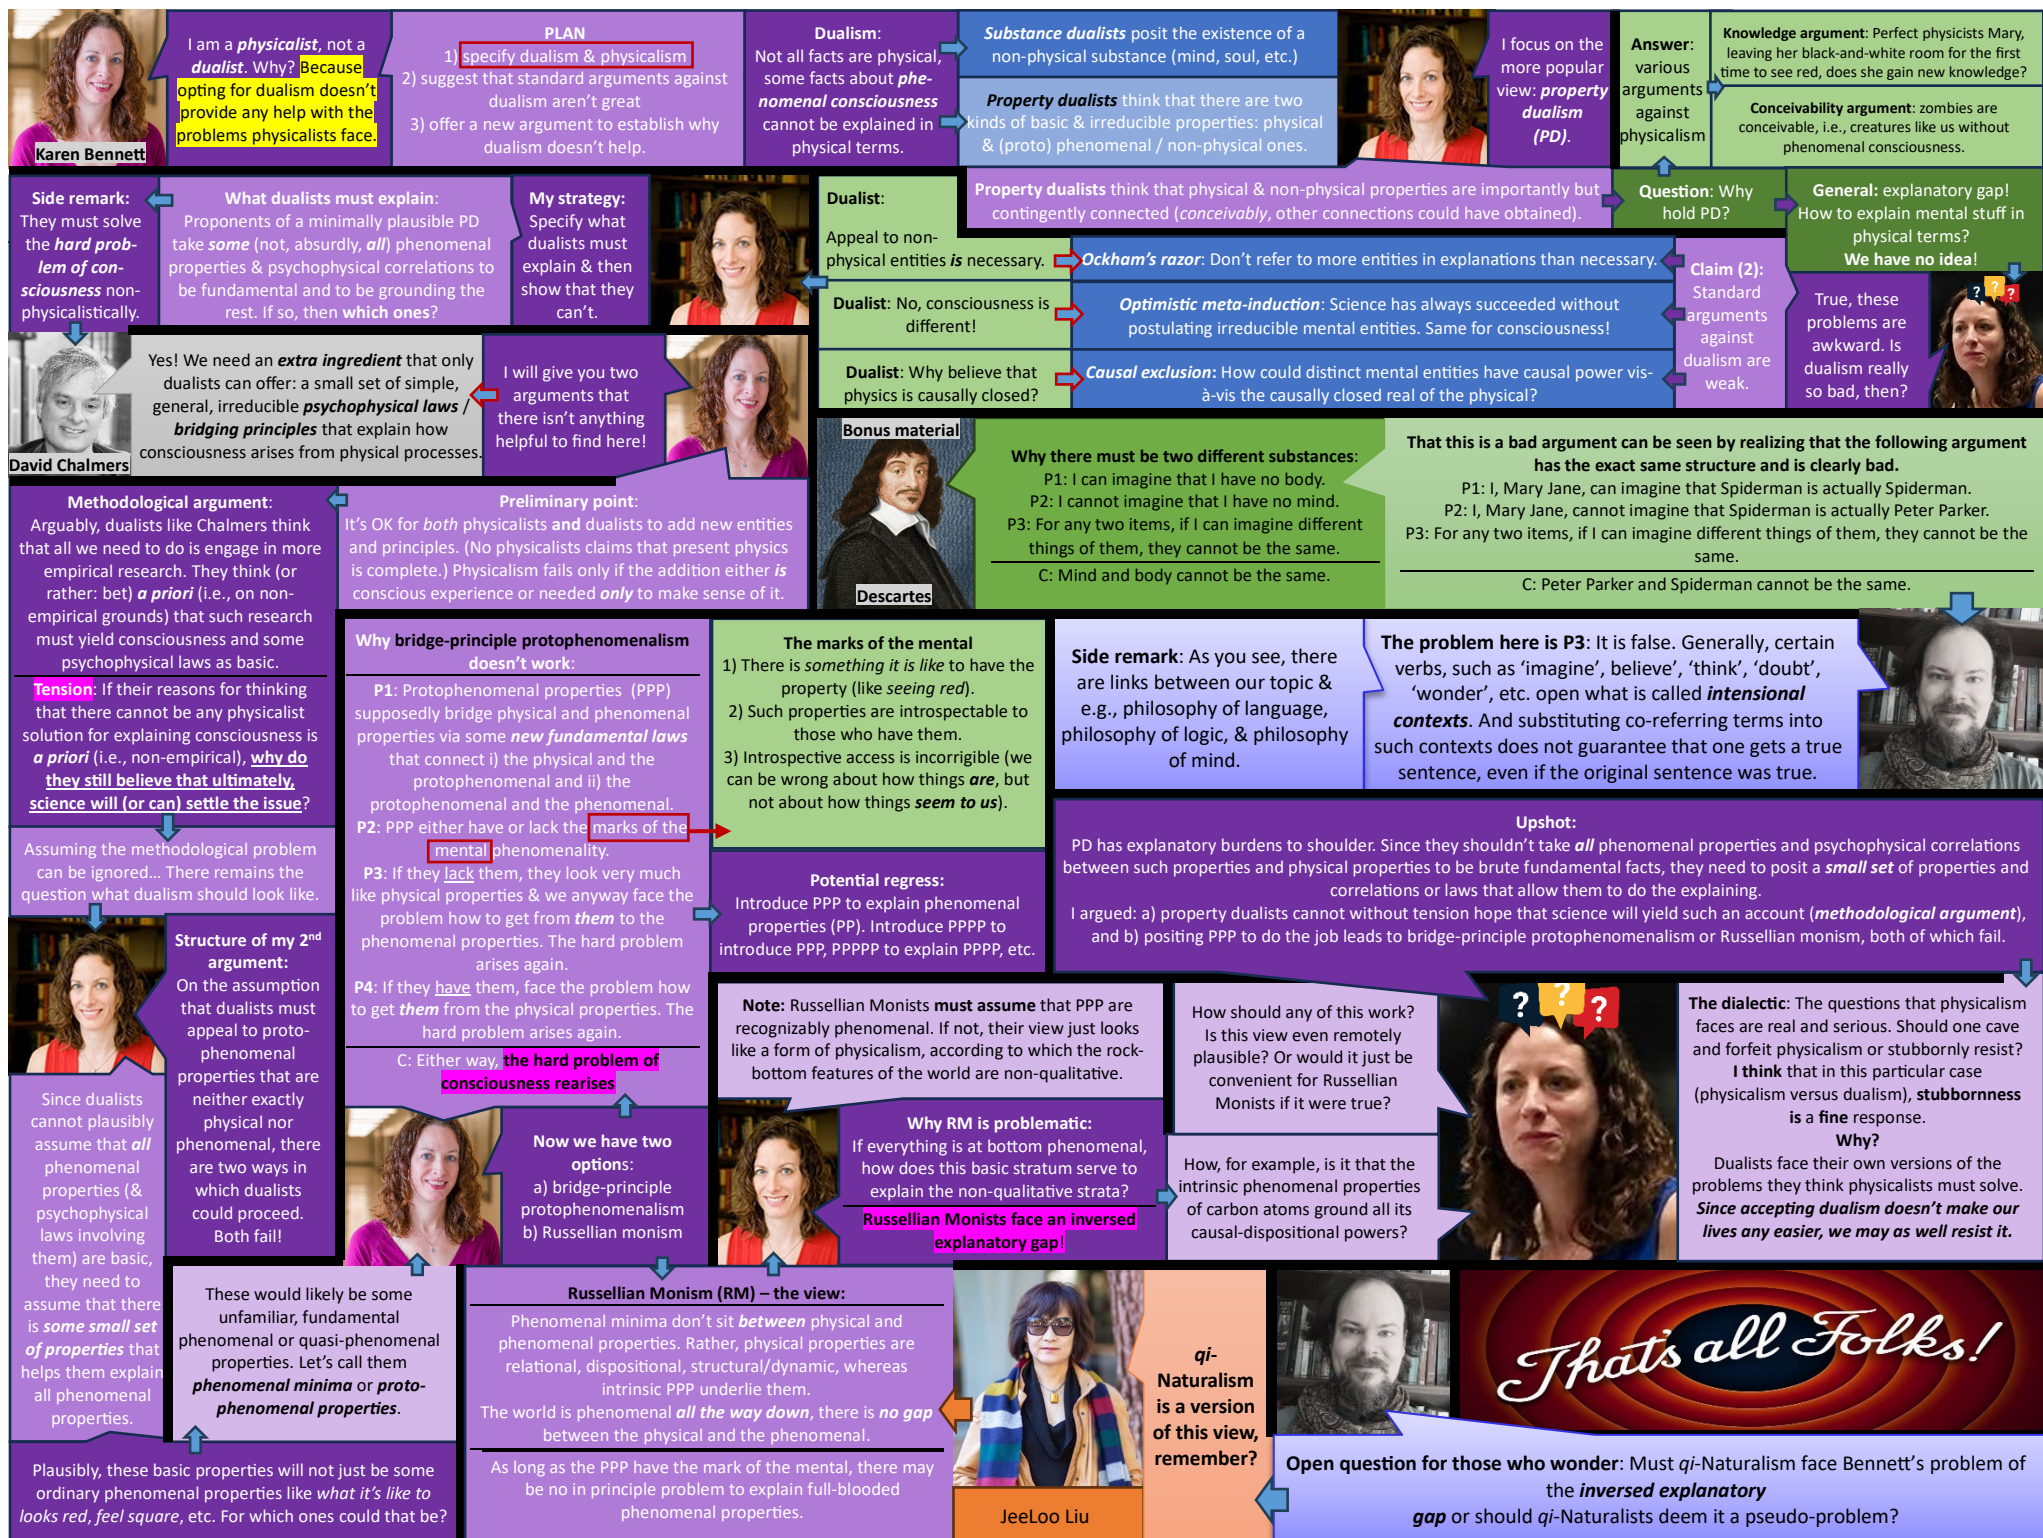 I am a physicalist, not a
dualist. Why? Because
opting for dualism doesn't
provide any help with the
problems physicalists face.
Karen Bennett
PLAN
1) specify dualism & physicalism
2) suggest that standard arguments against
dualism aren't great
3) offer a new argument to establish why
dualism doesn't help.
Dualism:
Not all facts are physical,
some facts about phe-
nomenal consciousness
cannot be explained in
physical terms.
Substance dualists posit the existence of a
non-physical substance (mind, soul, etc.)
Property dualists think that there are two
kinds of basic & irreducible properties: physical
& (proto) phenomenal / non-physical ones.
I focus on the
more popular
view: property
dualism
(PD).
Property dualists think that physical & non-physical properties are importantly but
contingently connected (conceivably, other connections could have obtained).
Question: Why
hold PD?
Answer:
various
arguments
against
physicalism
Knowledge argument: Perfect physicists Mary,
leaving her black-and-white room for the first
time to see red, does she gain new knowledge?
Conceivability argument: zombies are
conceivable, i.e., creatures like us without
phenomenal consciousness.
General: explanatory gap!
How to explain mental stuff in
physical terms?
We have no idea!
? ? ?
True, these
problems are
awkward. Is
dualism really
so bad, then?
Claim (2):
Standard
arguments
against
dualism are
weak.
Ockham's razor: Don't refer to more entities in explanations than necessary.
Optimistic meta-induction: Science has always succeeded without
postulating irreducible mental entities. Same for consciousness!
Causal exclusion: How could distinct mental entities have causal power vis-
à-vis the causally closed real of the physical?
Dualist:
Appeal to non-
physical entities is necessary.
Dualist: No, consciousness is
different!
Dualist: Why believe that
physics is causally closed?
My strategy:
Specify what
dualists must
explain & then
show that they
can't.
What dualists must explain:
Proponents of a minimally plausible PD
take some (not, absurdly, all) phenomenal
properties & psychophysical correlations to
be fundamental and to be grounding the
rest. If so, then which ones?
Side remark:
They must solve
the hard prob-
lem of con-
sciousness non-
physicalistically.
David Chalmers
Yes! We need an extra ingredient that only
dualists can offer: a small set of simple,
general, irreducible psychophysical laws /
bridging principles that explain how
consciousness arises from physical processes.
I will give you two
arguments that
there isn't anything
helpful to find here!
Preliminary point:
It's OK for both physicalists and dualists to add new entities
and principles. (No physicalists claims that present physics
is complete.) Physicalism fails only if the addition either is
conscious experience or needed only to make sense of it.
Methodological argument:
Arguably, dualists like Chalmers think
that all we need to do is engage in more
empirical research. They think (or
rather: bet) a priori (i.e., on non-
empirical grounds) that such research
must yield consciousness and some
psychophysical laws as basic.
Tension: If their reasons for thinking
that there cannot be any physicalist
solution for explaining consciousness is
a priori (i.e., non-empirical), why do
they still believe that ultimately,
science will (or can) settle the issue?
Assuming the methodological problem
can be ignored... There remains the
question what dualism should look like.
Structure of my 2nd
argument:
On the assumption
that dualists must
appeal to proto-
phenomenal
properties that are
neither exactly
physical nor
phenomenal, there
are two ways in
which dualists
could proceed.
Both fail!
Since dualists
cannot plausibly
assume that all
phenomenal
properties (&
psychophysical
laws involving
them) are basic,
they need to
assume that there
is some small set
of properties that
helps them explain
all phenomenal
properties.
Plausibly, these basic properties will not just be some
ordinary phenomenal properties like what it's like to
looks red, feel square, etc. For which ones could that be?
These would likely be some
unfamiliar, fundamental
phenomenal or quasi-phenomenal
properties. Let's call them
phenomenal minima or proto-
phenomenal properties.
Now we have two
options:
a) bridge-principle
protophenomenalism
b) Russellian monism
Why bridge-principle protophenomenalism
doesn't work:
P1: Protophenomenal properties (PPP)
supposedly bridge physical and phenomenal
properties via some new fundamental laws
that connect i) the physical and the
protophenomenal and ii) the
protophenomenal and the phenomenal.
P2: PPP either have or lack the marks of the
mental phenomenality.
P3: If they lack them, they look very much
like physical properties & we anyway face the
problem how to get from them to the
phenomenal properties. The hard problem
arises again.
P4: If they have them, face the problem how
to get them from the physical properties. The
hard problem arises again.
C: Either way, the hard problem of
consciousness rearises
The marks of the mental
1) There is something it is like to have the
property (like seeing red).
2) Such properties are introspectable to
those who have them.
3) Introspective access is incorrigible (we
can be wrong about how things are, but
not about how things seem to us).
Potential regress:
Introduce PPP to explain phenomenal
properties (PP). Introduce PPPP to
introduce PPP, PPPPP to explain PPPP, etc.
Russellian Monism (RM) – the view:
Phenomenal minima don't sit between physical and
phenomenal properties. Rather, physical properties are
relational, dispositional, structural/dynamic, whereas
intrinsic PPP underlie them.
The world is phenomenal all the way down, there is no gap
between the physical and the phenomenal.
As long as the PPP have the mark of the mental, there may
be no in principle problem to explain full-blooded
phenomenal properties.
JeeLoo Liu
qi-
Naturalism
is a version
of this view,
remember?
Note: Russellian Monists must assume that PPP are
recognizably phenomenal. If not, their view just looks
like a form of physicalism, according to which the rock-
bottom features of the world are non-qualitative.
Why RM is problematic:
If everything is at bottom phenomenal,
how does this basic stratum serve to
explain the non-qualitative strata?
Russellian Monists face an inversed
explanatory gap!
How should any of this work?
Is this view even remotely
plausible? Or would it just be
convenient for Russellian
Monists if it were true?
How, for example, is it that the
intrinsic phenomenal properties
of carbon atoms ground all its
causal-dispositional powers?
? ? ?
Upshot:
PD has explanatory burdens to shoulder. Since they shouldn't take all phenomenal properties and psychophysical correlations
between such properties and physical properties to be brute fundamental facts, they need to posit a small set of properties and
correlations or laws that allow them to do the explaining.
I argued: a) property dualists cannot without tension hope that science will yield such an account (methodological argument),
and b) positing PPP to do the job leads to bridge-principle protophenomenalism or Russellian monism, both of which fail.
The dialectic: The questions that physicalism
faces are real and serious. Should one cave
and forfeit physicalism or stubbornly resist?
I think that in this particular case
(physicalism versus dualism), stubbornness
is a fine response.
Why?
Dualists face their own versions of the
problems they think physicalists must solve.
Since accepting dualism doesn't make our
lives any easier, we may as well resist it.
Bonus material
Descartes
Why there must be two different substances:
P1: I can imagine that I have no body.
P2: I cannot imagine that I have no mind.
P3: For any two items, if I can imagine different
things of them, they cannot be the same.
C: Mind and body cannot be the same.
That this is a bad argument can be seen by realizing that the following argument
has the exact same structure and is clearly bad.
P1: I, Mary Jane, can imagine that Spiderman is actually Spiderman.
P2: I, Mary Jane, cannot imagine that Spiderman is actually Peter Parker.
P3: For any two items, if I can imagine different things of them, they cannot be the
same.
C: Peter Parker and Spiderman cannot be the same.
The problem here is P3: It is false. Generally, certain
verbs, such as 'imagine', believe', 'think', 'doubt',
'wonder', etc. open what is called intensional
contexts. And substituting co-referring terms into
such contexts does not guarantee that one gets a true
sentence, even if the original sentence was true.
Side remark: As you see, there
are links between our topic &
e.g., philosophy of language,
philosophy of logic, & philosophy
of mind.
That's all Folks!
Open question for those who wonder: Must qi-Naturalism face Bennett's problem of
the inversed explanatory
gap or should qi-Naturalists deem it a pseudo-problem?